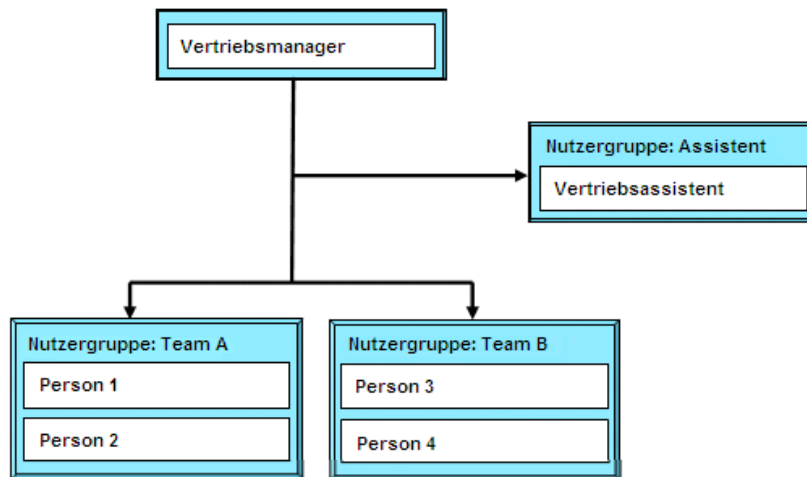 Vertriebsmanager
Nutzergruppe: Assistent
Vertriebsassistent
Nutzergruppe: Team A
Person 1
Person 2
Nutzergruppe: Team B
Person 3
Person 4